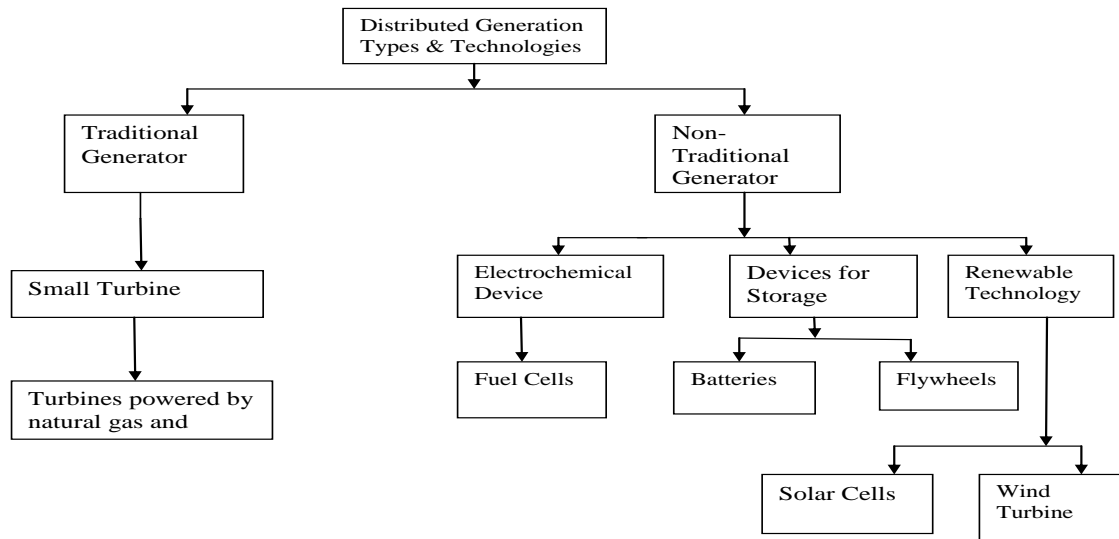 Distributed Generation
Types & Technologies
Traditional
Generator
Non-
Traditional
Generator
Small Turbine
Electrochemical
Device
Devices for
Storage
Renewable
Technology
Turbines powered by
natural gas and
Fuel Cells
Batteries
Flywheels
Solar Cells
Wind
Turbine